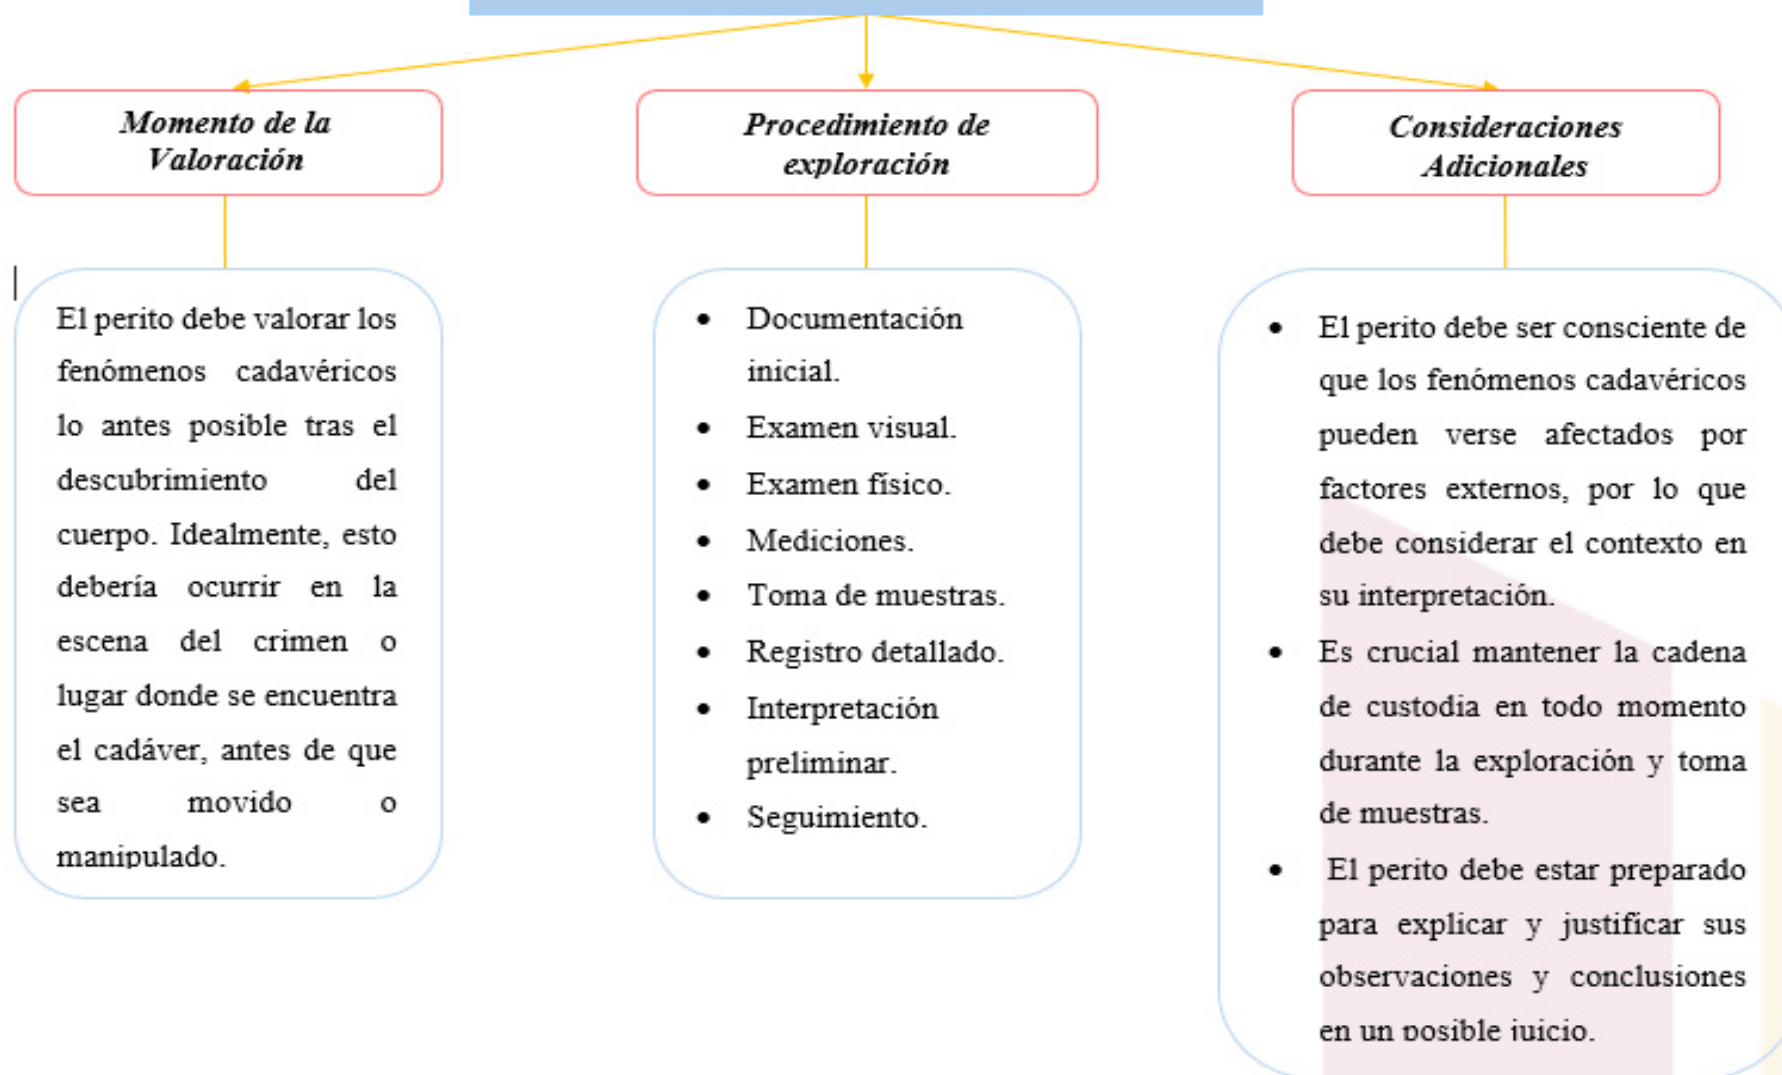 Momento de la
Valoración
El perito debe valorar los
fenómenos cadavéricos
lo antes posible tras el
descubrimiento del
cuerpo. Idealmente, esto
debería ocurrir en la
escena del crimen o
lugar donde se encuentra
el cadáver, antes de que
sea movido o
manipulado.
Procedimiento de
exploración
• Documentación
inicial.
• Examen visual.
• Examen físico.
• Mediciones.
• Toma de muestras.
• Registro detallado.
• Interpretación
preliminar.
• Seguimiento.
Consideraciones
Adicionales
• El perito debe ser consciente de
que los fenómenos cadavéricos
pueden verse afectados por
factores externos, por lo que
debe considerar el contexto en
su interpretación.
• Es crucial mantener la cadena
de custodia en todo momento
durante la exploración y toma
de muestras.
• El perito debe estar preparado
para explicar y justificar sus
observaciones y conclusiones
en un posible juicio.